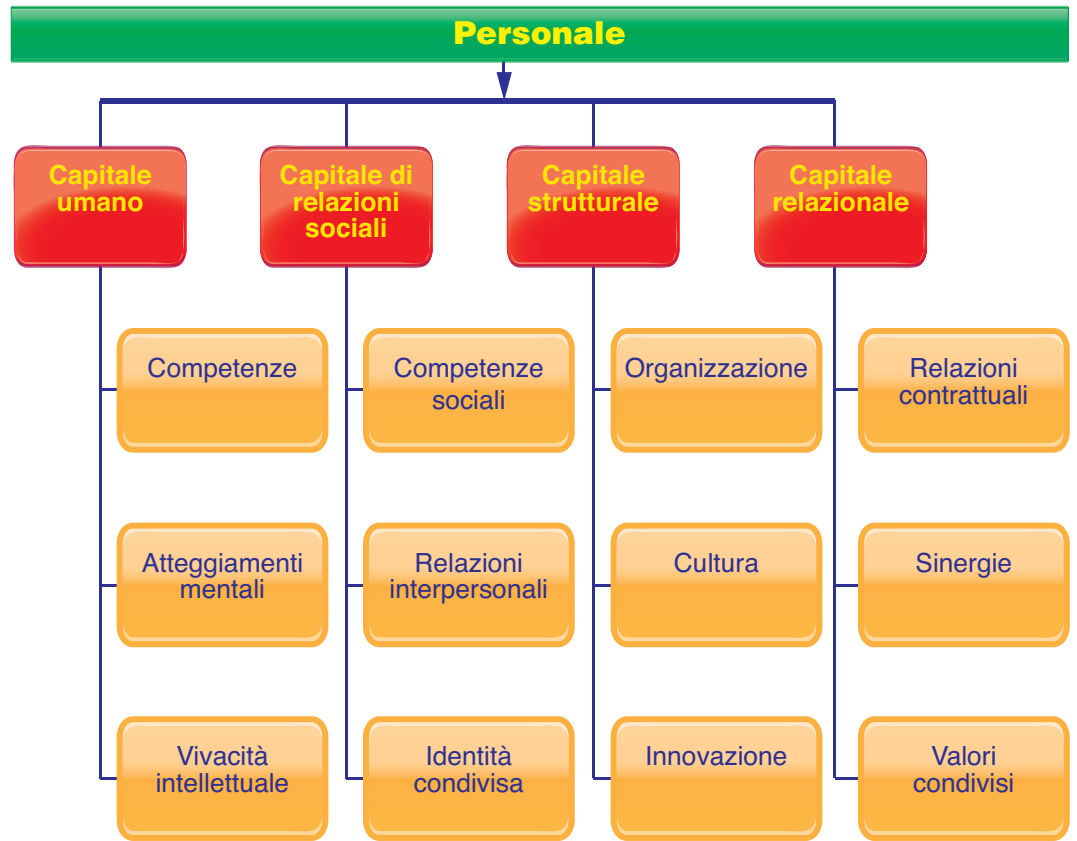 Personale
Capitale
umano
Capitale di
relazioni
sociali
Capitale
strutturale
Capitale
relazionale
Competenze
Competenze
sociali
Organizzazione
Relazioni
contrattuali
Atteggiamenti
mentali
Relazioni
interpersonali
Cultura
Sinergie
Vivacità
intellettuale
Identità
condivisa
Innovazione
Valori
condivisi